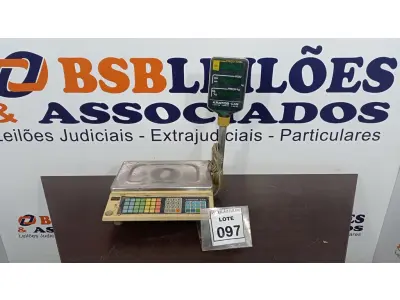 BSBLEILÕES
& ASSOCIADOS
Leilões Judiciais - Extrajudiciais - Particulares
LOTE
097